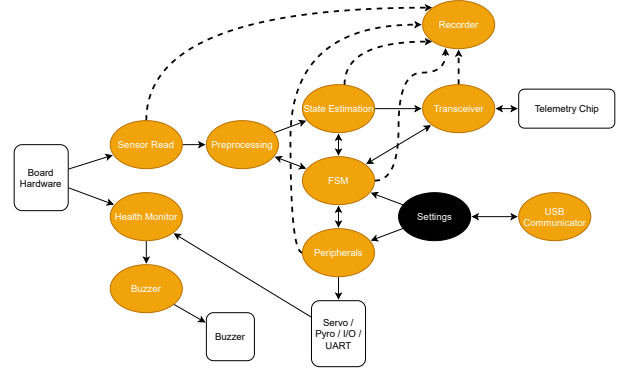 Recorder
State Estimation
Transceiver
Telemetry Chip
Sensor Read
Preprocessing
Board
Hardware
FSM
Health Monitor
Settings
USB
Communicator
Peripherals
Buzzer
Buzzer
Servo /
Pyro / I/O /
UART